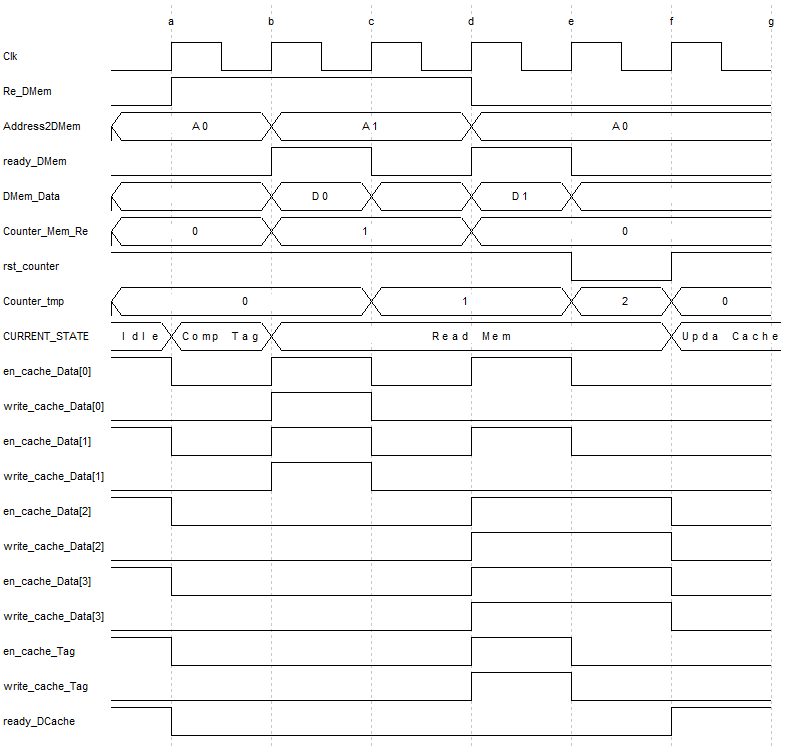 a b c d e f g
Clk
Re_DMem
Address2DMem A0 A1 A0
ready_DMem
DMem_Data D0 D1
Counter_Mem_Re 0 1 0
rst_counter
Counter_tmp 0 1 2 0
CURRENT_STATE Idle Comp Tag Read Mem Upda Cache
en_cache_Data[0]
write_cache_Data[0]
en_cache_Data[1]
write_cache_Data[1]
en_cache_Data[2]
write_cache_Data[2]
en_cache_Data[3]
write_cache_Data[3]
en_cache_Tag
write_cache_Tag
ready_DCache